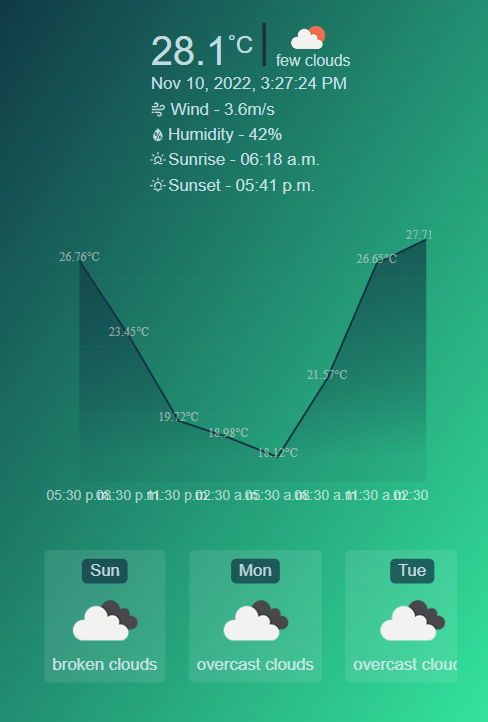 28.1°C
few clouds
Nov 10, 2022, 3:27:24 PM
Wind - 3.6m/s
Humidity - 42%
Sunrise - 06:18 a.m.
Sunset - 05:41 p.m.
27.71
26.76°C
26.65°C
23.45°C
21.57°C
19.72°C
18.98°C
18.12°C
05:30 p.m. 08:30 p.m. 11:30 p.m. 02:30 a.m. 05:30 a.m. 08:30 a.m. 11:30 a.m. 02:30
Sun Mon Tue
broken clouds overcast clouds overcast clou